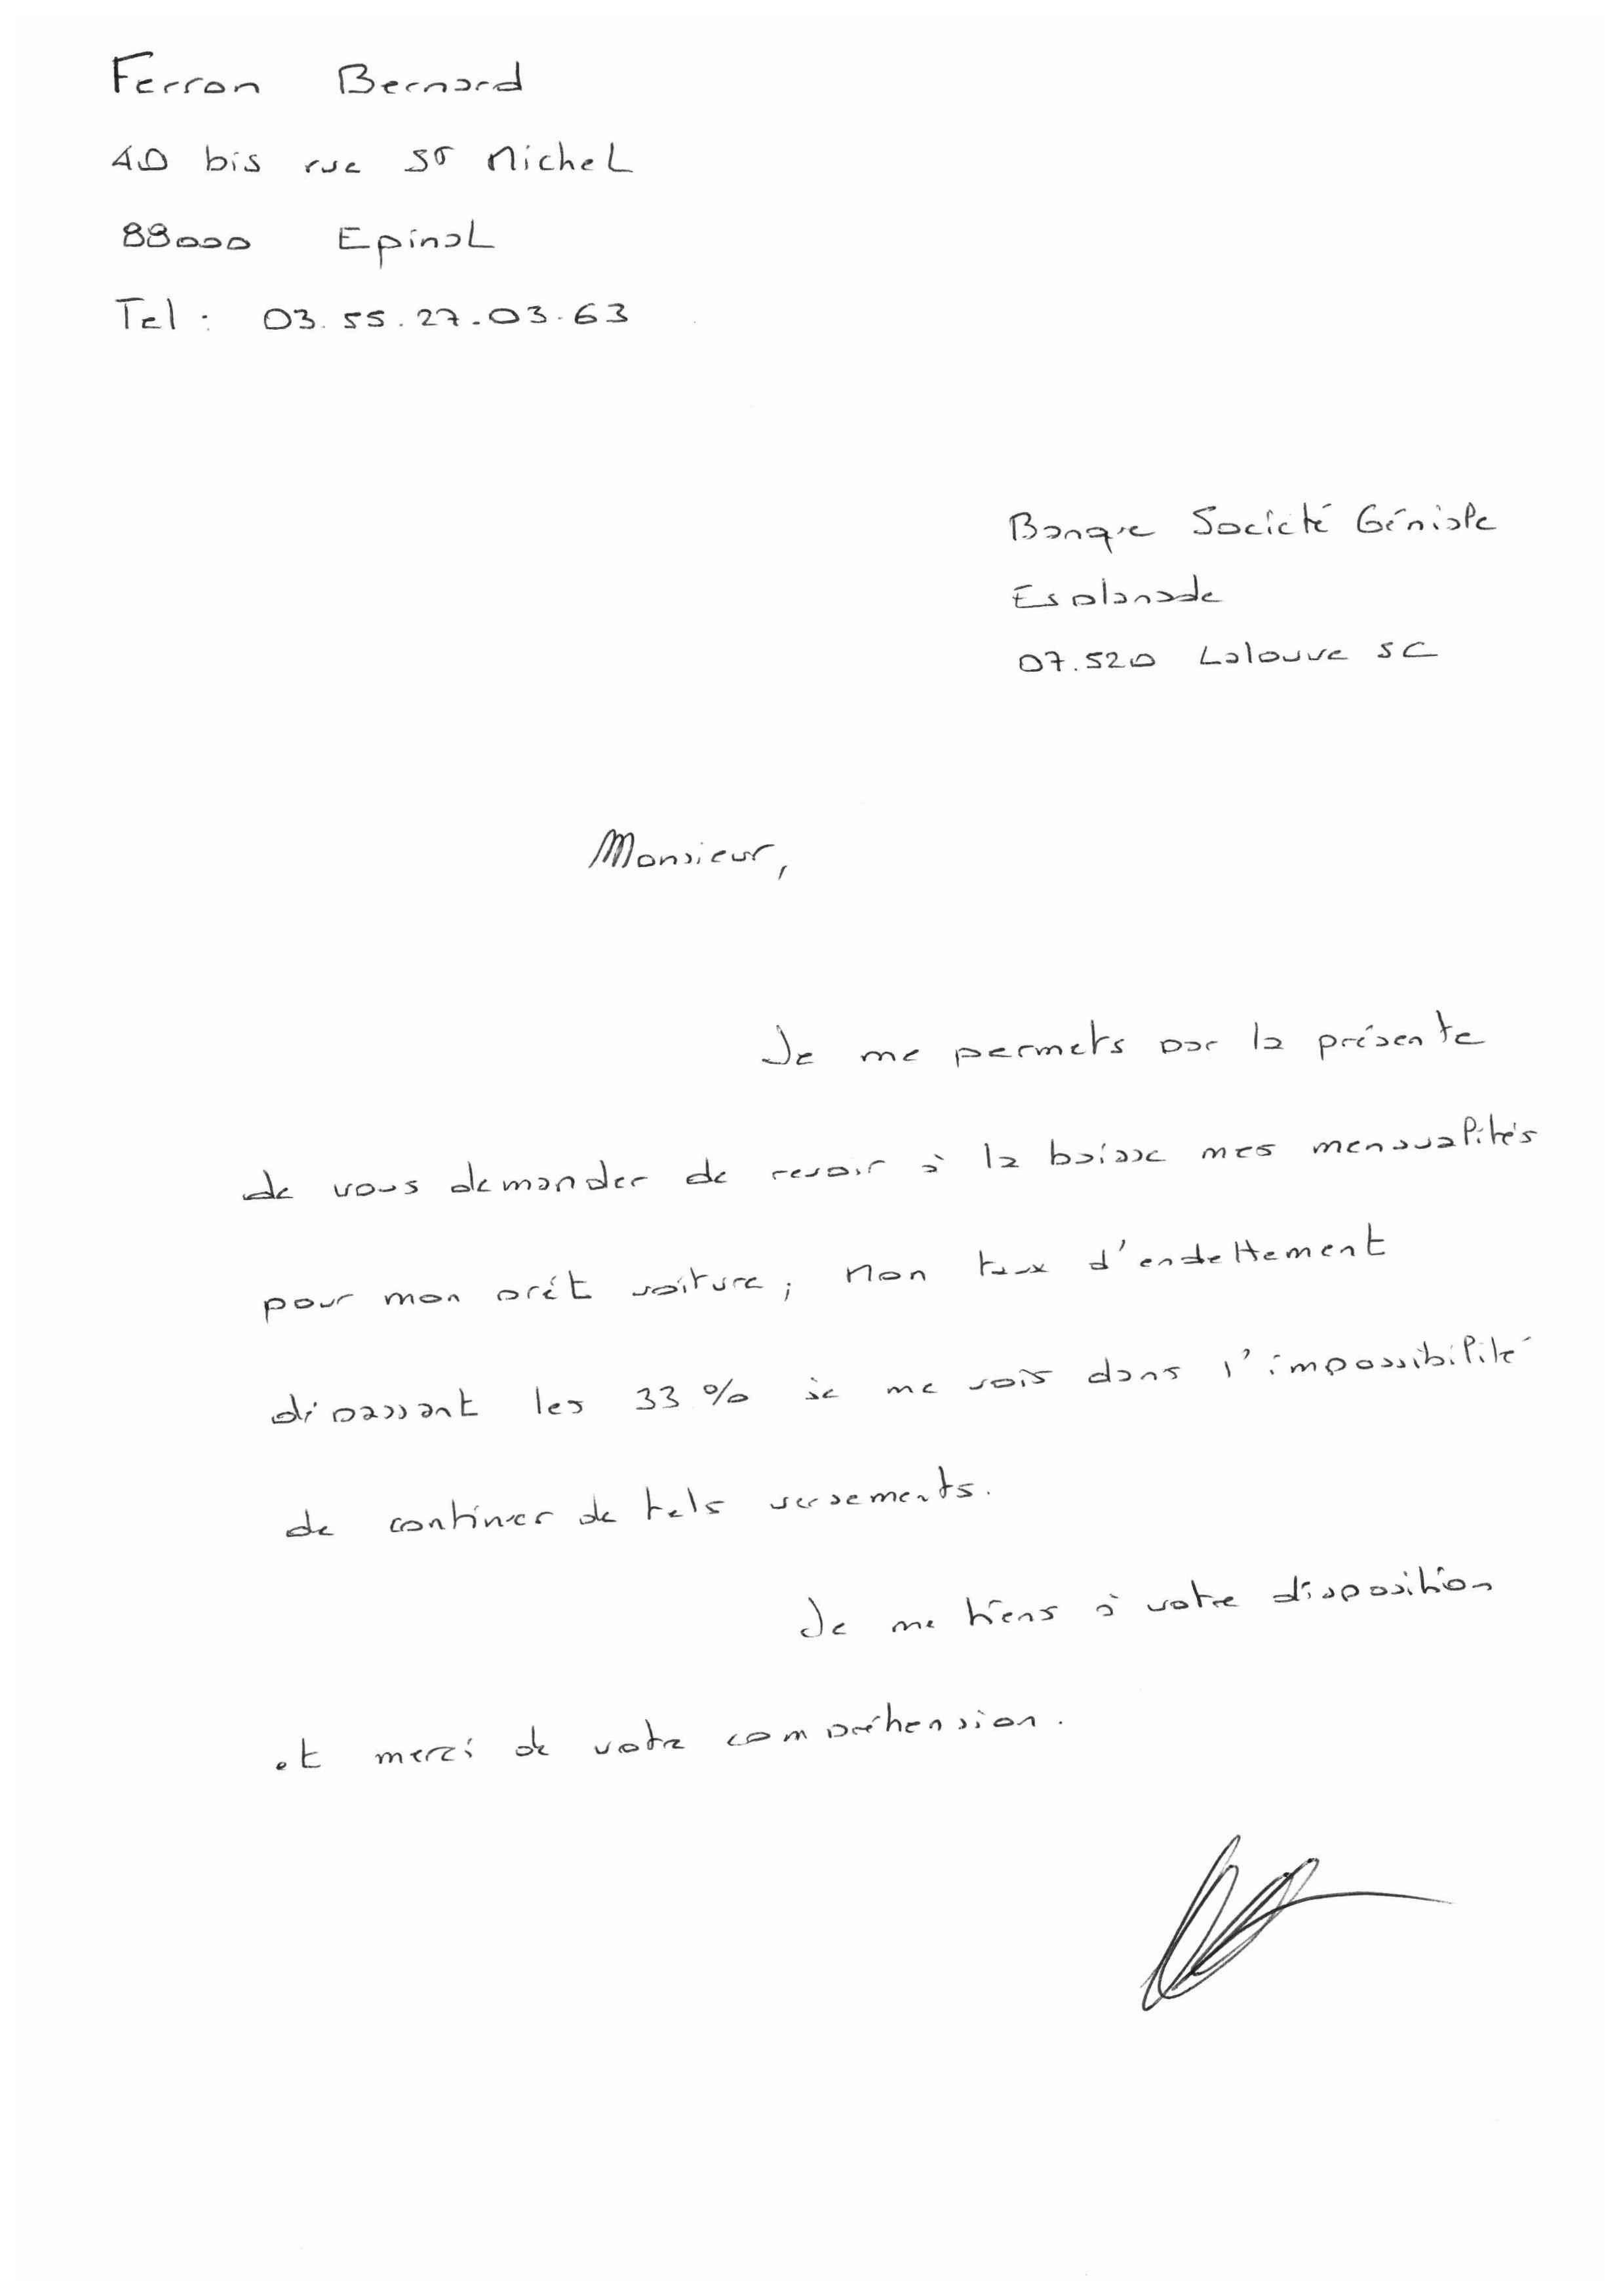 Ferron Bernard
40 bis rue St Michel
88000 Epinal
Tel : 03.55.27.03.63
Banque Société Géniale
Esplanade
07.520 Lalouvesc
Monsieur,
Je me permets par la présente
de vous demander de revoir à la baisse mes mensualités
pour mon prêt voiture ; Mon taux d'endettement
dépassant les 33 % je me vois dans l'impossibilité
de continuer de tels versements.
Je me tiens à votre disposition
et merci de votre compréhension.